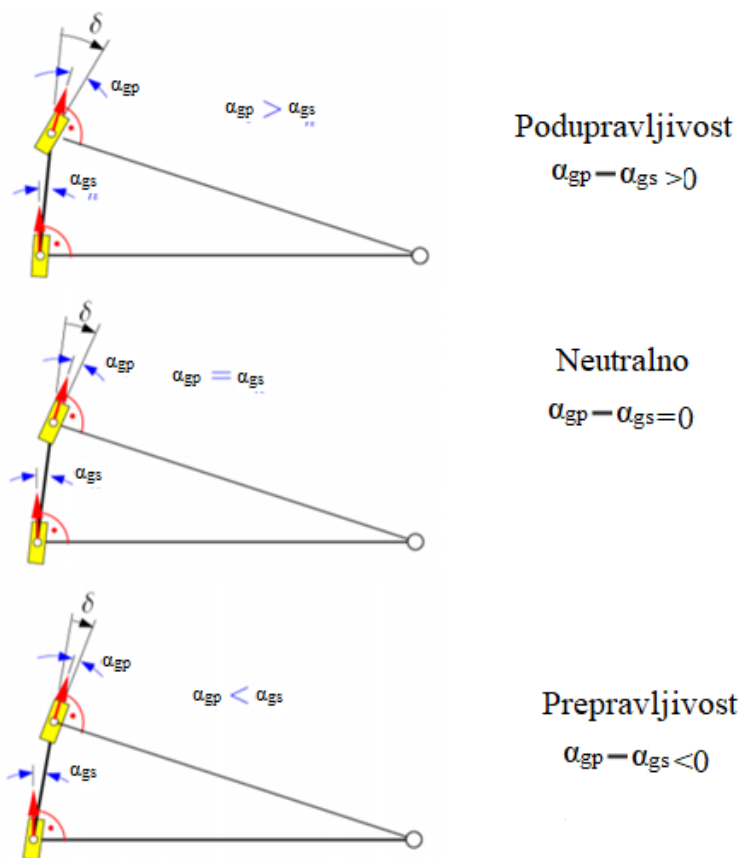 δ
αgp
αgp > αgs
αgs
Podupravljivost
αgp − αgs >0
δ
αgp
αgp = αgs
αgs
Neutralno
αgp − αgs=0
δ
αgp
αgp < αgs
αgs
Prepravljivost
αgp − αgs<0